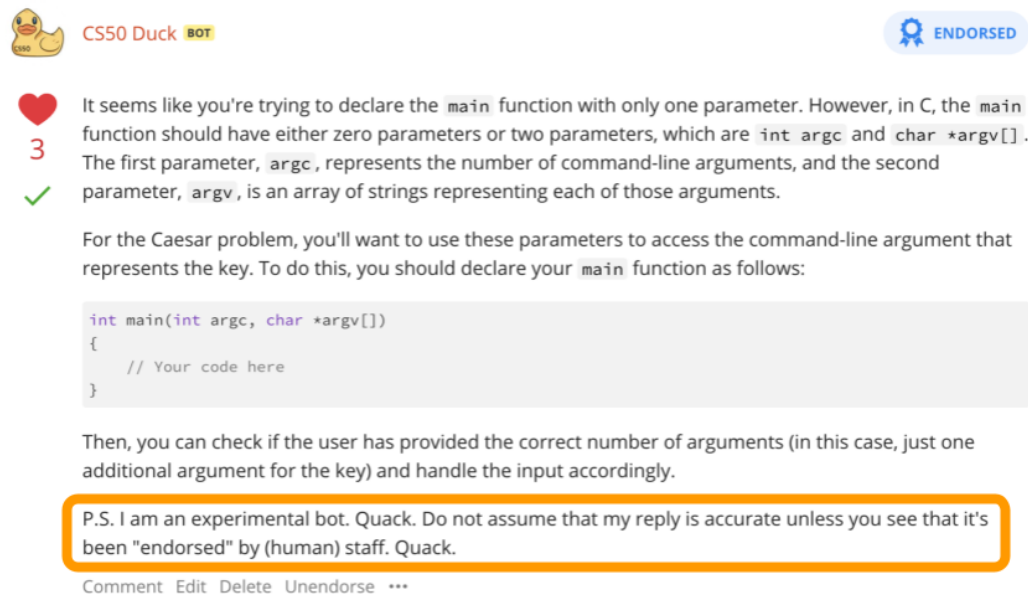 CS50 Duck BOT
ENDORSED
It seems like you're trying to declare the main function with only one parameter. However, in C, the main
3
function should have either zero parameters or two parameters, which are int argc and char *argv[].
The first parameter, argc, represents the number of command-line arguments, and the second
parameter, argv, is an array of strings representing each of those arguments.
For the Caesar problem, you'll want to use these parameters to access the command-line argument that
represents the key. To do this, you should declare your main function as follows:
int main(int argc, char *argv[])
{
    // Your code here
}
Then, you can check if the user has provided the correct number of arguments (in this case, just one
additional argument for the key) and handle the input accordingly.
P.S. I am an experimental bot. Quack. Do not assume that my reply is accurate unless you see that it's
been "endorsed" by (human) staff. Quack.
Comment Edit Delete Unendorse •••
CS50